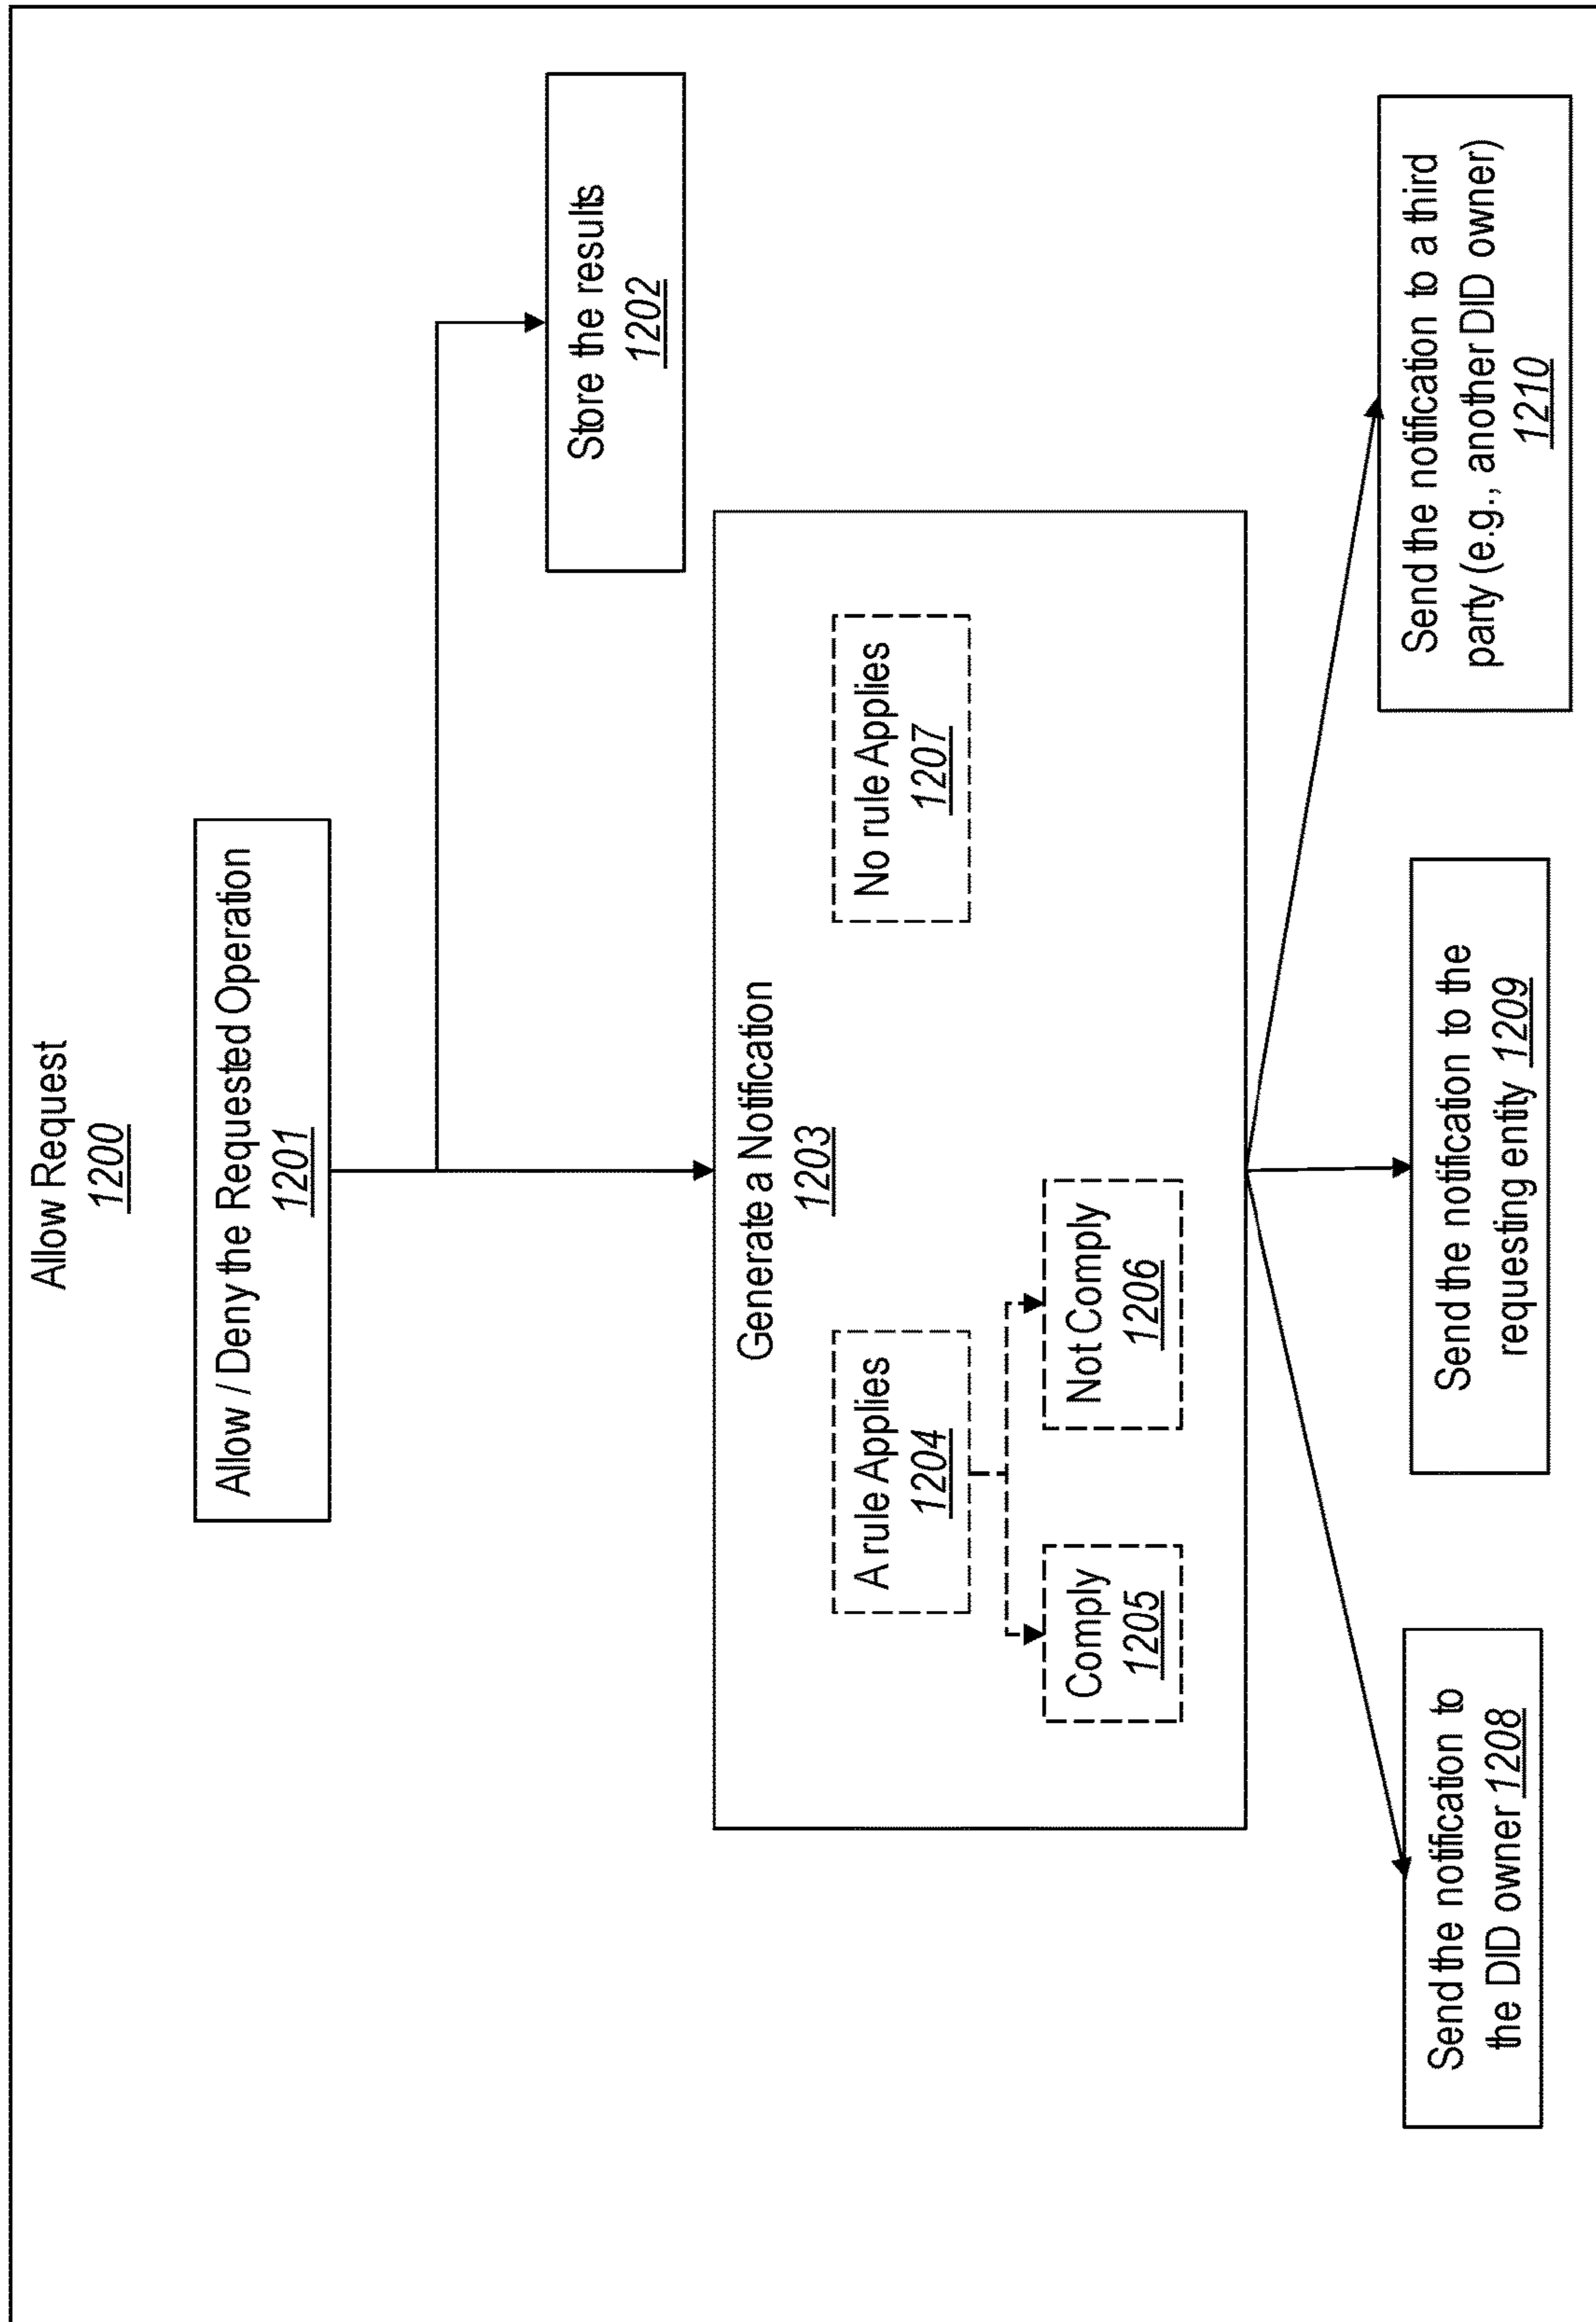 Allow Request
1200
Allow / Deny the Requested Operation
1201
Store the results
1202
Generate a Notification
1203
A rule Applies
1204
No rule Applies
1207
Comply
1205
Not Comply
1206
Send the notification to
the DID owner 1208
Send the notification to the
requesting entity 1209
Send the notification to a third
party (e.g., another DID owner)
1210